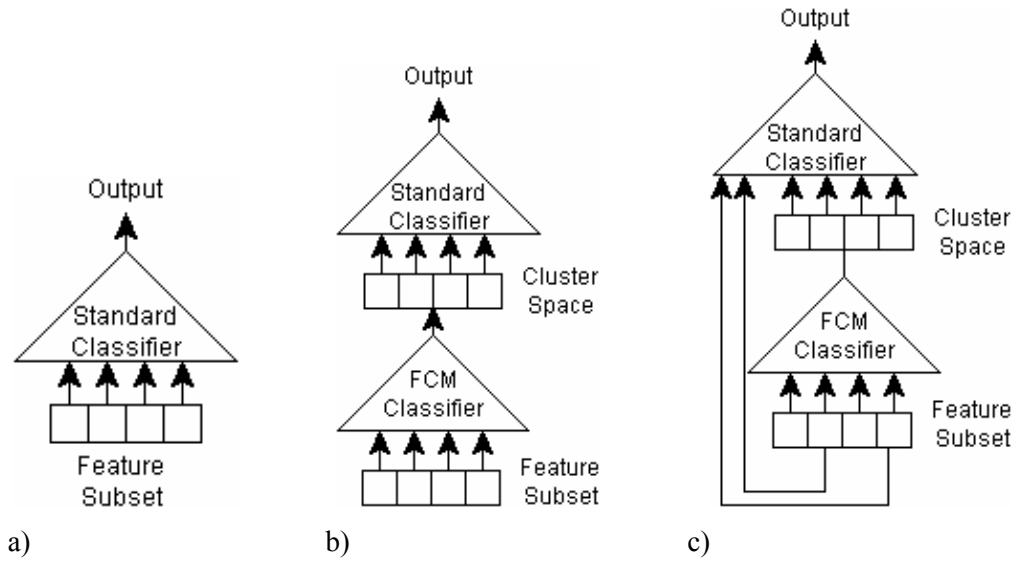 Output
Standard
Classifier
Feature
Subset
a)
Output
Standard
Classifier
Cluster
Space
FCM
Classifier
Feature
Subset
b)
Output
Standard
Classifier
Cluster
Space
FCM
Classifier
Feature
Subset
c)